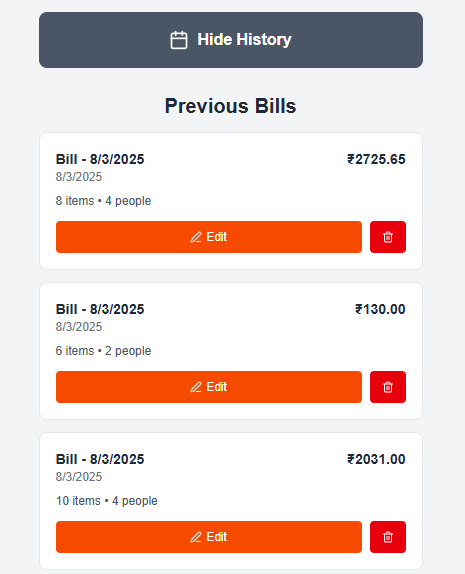 Hide History
Previous Bills
Bill - 8/3/2025 ₹2725.65
8/3/2025
8 items • 4 people
Edit
Bill - 8/3/2025 ₹130.00
8/3/2025
6 items • 2 people
Edit
Bill - 8/3/2025 ₹2031.00
8/3/2025
10 items • 4 people
Edit